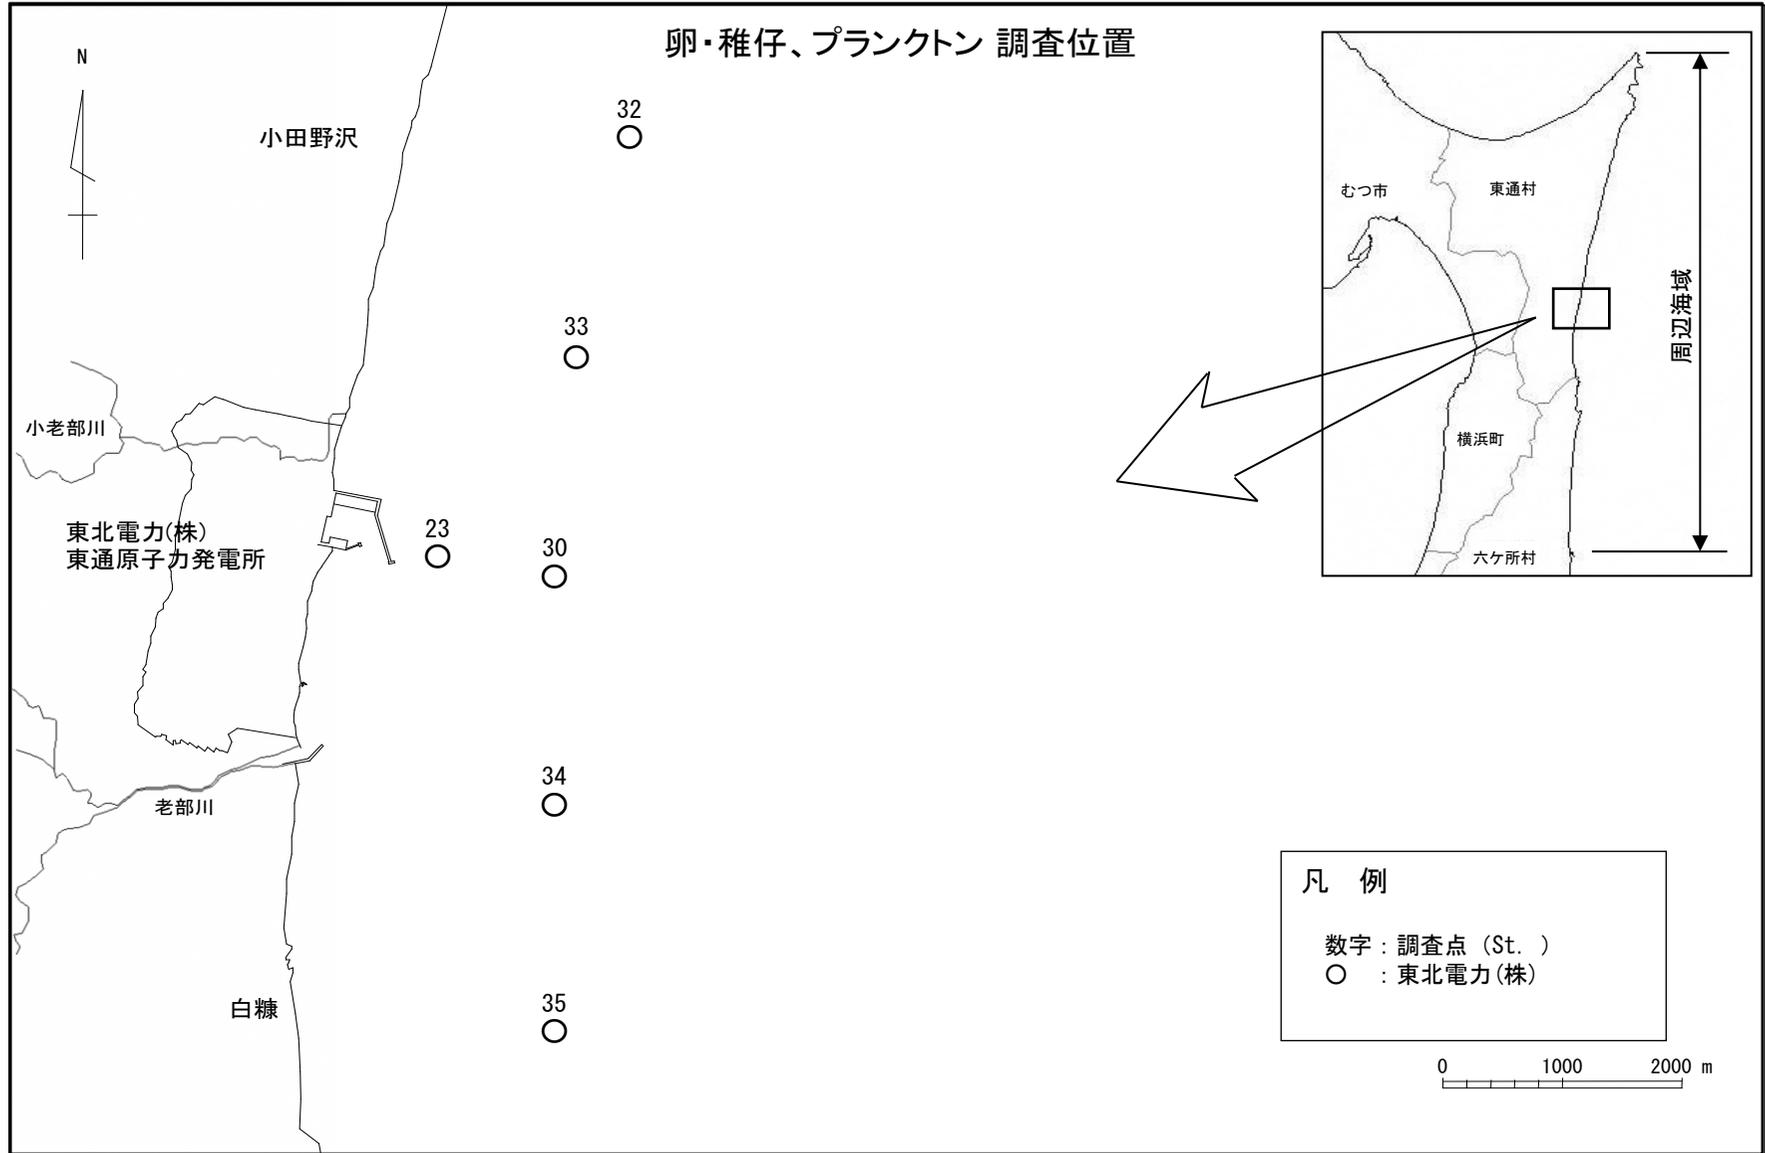 卵・稚仔、プランクトン 調査位置
N
小田野沢
32
33
小老部川
東北電力(株)
東通原子力発電所
23
30
34
老部川
35
白糠
むつ市
東通村
周辺海域
横浜町
六ケ所村
凡 例
数字 : 調査点 (St. )
○ : 東北電力(株)
0 1000 2000 m